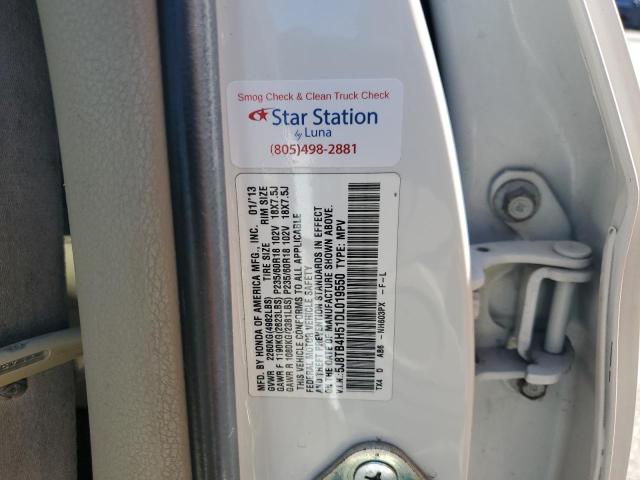 Smog Check & Clean Truck Check
Star Station
by Luna
(805)498-2881
MFD. BY HONDA OF AMERICA MFG., INC. 01/'13
GVWR 2260KG(4982LBS) TIRE SIZE RIM SIZE
GAWR F 1190KG(2623LBS) P235/60R18 102V 18X7.5J
GAWR R 1080KG(2381LBS) P235/60R18 102V 18X7.5J
THIS VEHICLE CONFORMS TO ALL APPLICABLE
FEDERAL MOTOR VEHICLE SAFETY
AND THEFT PREVENTION STANDARDS IN EFFECT
ON THE DATE OF MANUFACTURE SHOWN ABOVE.
V.I.N.: 5J8TB4H51DL019550 TYPE: MPV
TX4 D AB6 -NH603PX -F-L